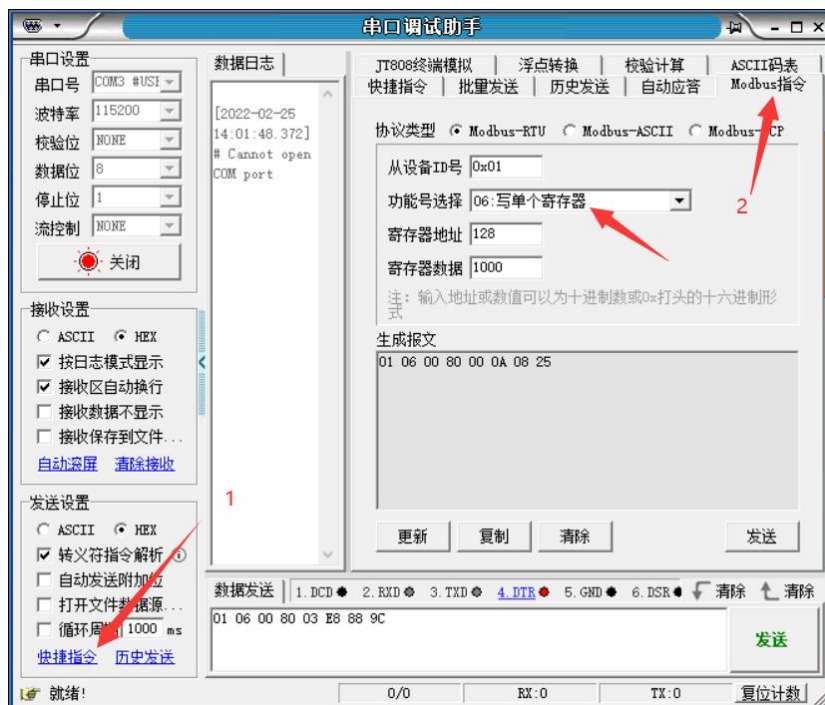 串口调试助手
串口设置
串口号 COM3 #USI
波特率 115200
校验位 NONE
数据位 8
停止位 1
流控制 NONE
关闭
接收设置
ASCII HEX
按日志模式显示
接收区自动换行
接收数据不显示
接收保存到文件...
自动滚屏 清除接收
发送设置
ASCII HEX
转义符指令解析
自动发送附加位
打开文件数据源...
循环周期 1000 ms
快捷指令 历史发送
数据日志
[2022-02-25
14:01:48.372]
# Cannot open
COM port
1
JT808终端模拟 浮点转换 校验计算 ASCII码表
快捷指令 批量发送 历史发送 自动应答 Modbus指令
协议类型 Modbus-RTU Modbus-ASCII Modbus-TCP
2
从设备ID号 0x01
功能号选择 06:写单个寄存器
寄存器地址 128
寄存器数据 1000
注: 输入地址或数值可以为十进制数或0x打头的十六进制形
式
生成报文
01 06 00 80 00 0A 08 25
更新 复制 清除 发送
数据发送 1.DCD 2.RXD 3.TXD 4.DTR 5.GND 6.DSR 清除 清除
01 06 00 80 03 E8 88 9C
发送
就绪! 0/0 RX:0 TX:0 复位计数